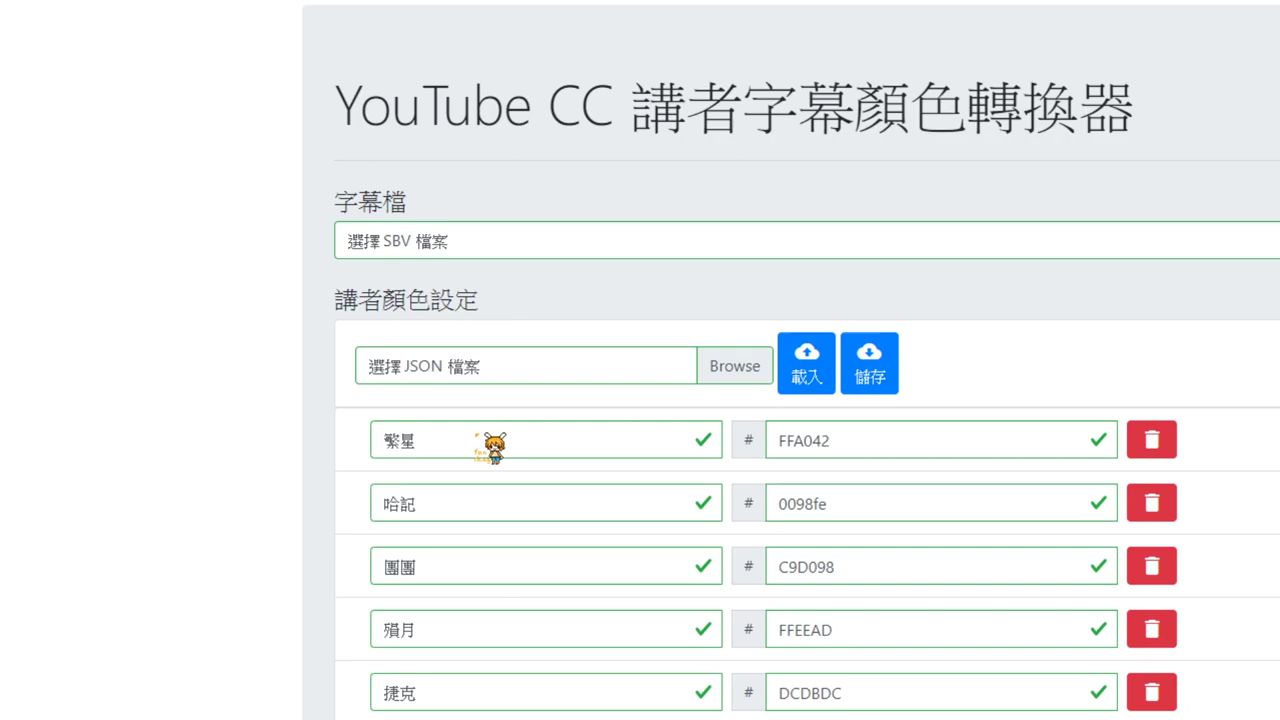 YouTube CC 講者字幕顏色轉換器
字幕檔
選擇 SBV 檔案
講者顏色設定
選擇 JSON 檔案 Browse 載入 儲存
繁星 # FFA042
哈記 # 0098fe
團團 # C9D098
殞月 # FFEEAD
捷克 # DCDBDC